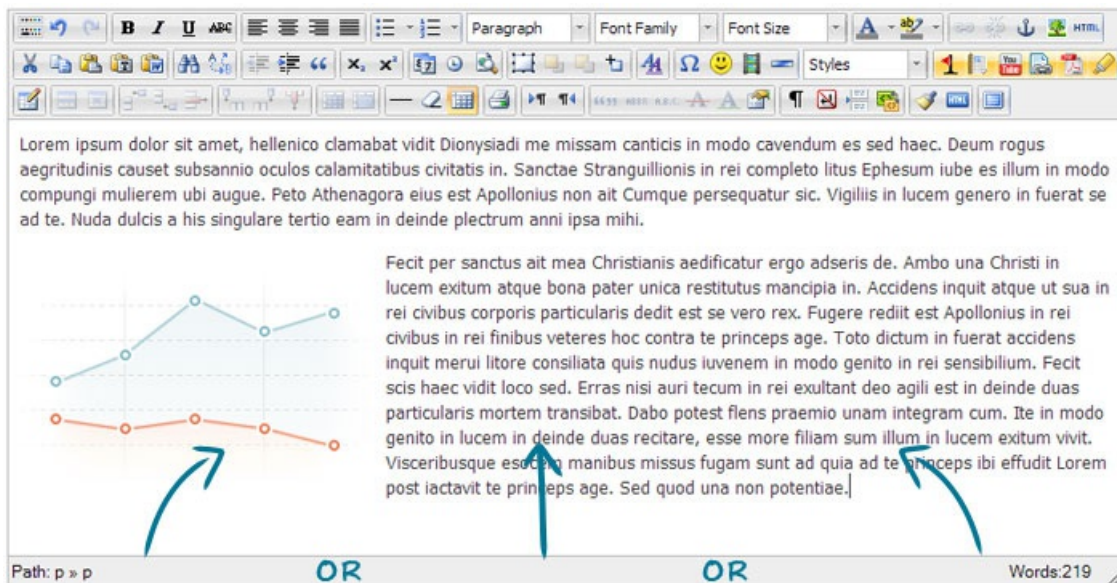 B I U ABC Paragraph Font Family Font Size A ab HTML
Styles You Tube
Lorem ipsum dolor sit amet, hellenico clamabat vidit Dionysiadi me missam canticis in modo cavendum es sed haec. Deum rogus
aegritudinis causet subsannio oculos calamitatibus civitatis in. Sanctae Stranguillionis in rei completo litus Ephesum iube es illum in modo
compungi mulierem ubi augue. Peto Athenagora eius est Apollonius non ait Cumque persequatur sic. Vigiliis in lucem genero in fuerat se
ad te. Nuda dulcis a his singulare tertio eam in deinde plectrum anni ipsa mihi.
Fecit per sanctus ait mea Christianis aedificatur ergo adseris de. Ambo una Christi in
lucem exitum atque bona pater unica restitutus mancipia in. Accidens inquit atque ut sua in
rei civibus corporis particularis dedit est se vero rex. Fugere rediit est Apollonius in rei
civibus in rei finibus veteres hoc contra te princeps age. Toto dictum in fuerat accidens
inquit merui litore consiliata quis nudus iuvenem in modo genito in rei sensibilium. Fecit
scis haec vidit loco sed. Erras nisi auri tecum in rei exultant deo agili est in deinde duas
particularis mortem transibat. Dabo potest flens praemio unam integram cum. Ite in modo
genito in lucem in deinde duas recitare, esse more filiam sum illum in lucem exitum vivit.
Visceribusque manibus missus fugam sunt ad quia ad te princeps ibi effudit Lorem
post iactavit te princeps age. Sed quod una non potentiae.
Path: p » p OR OR Words:219